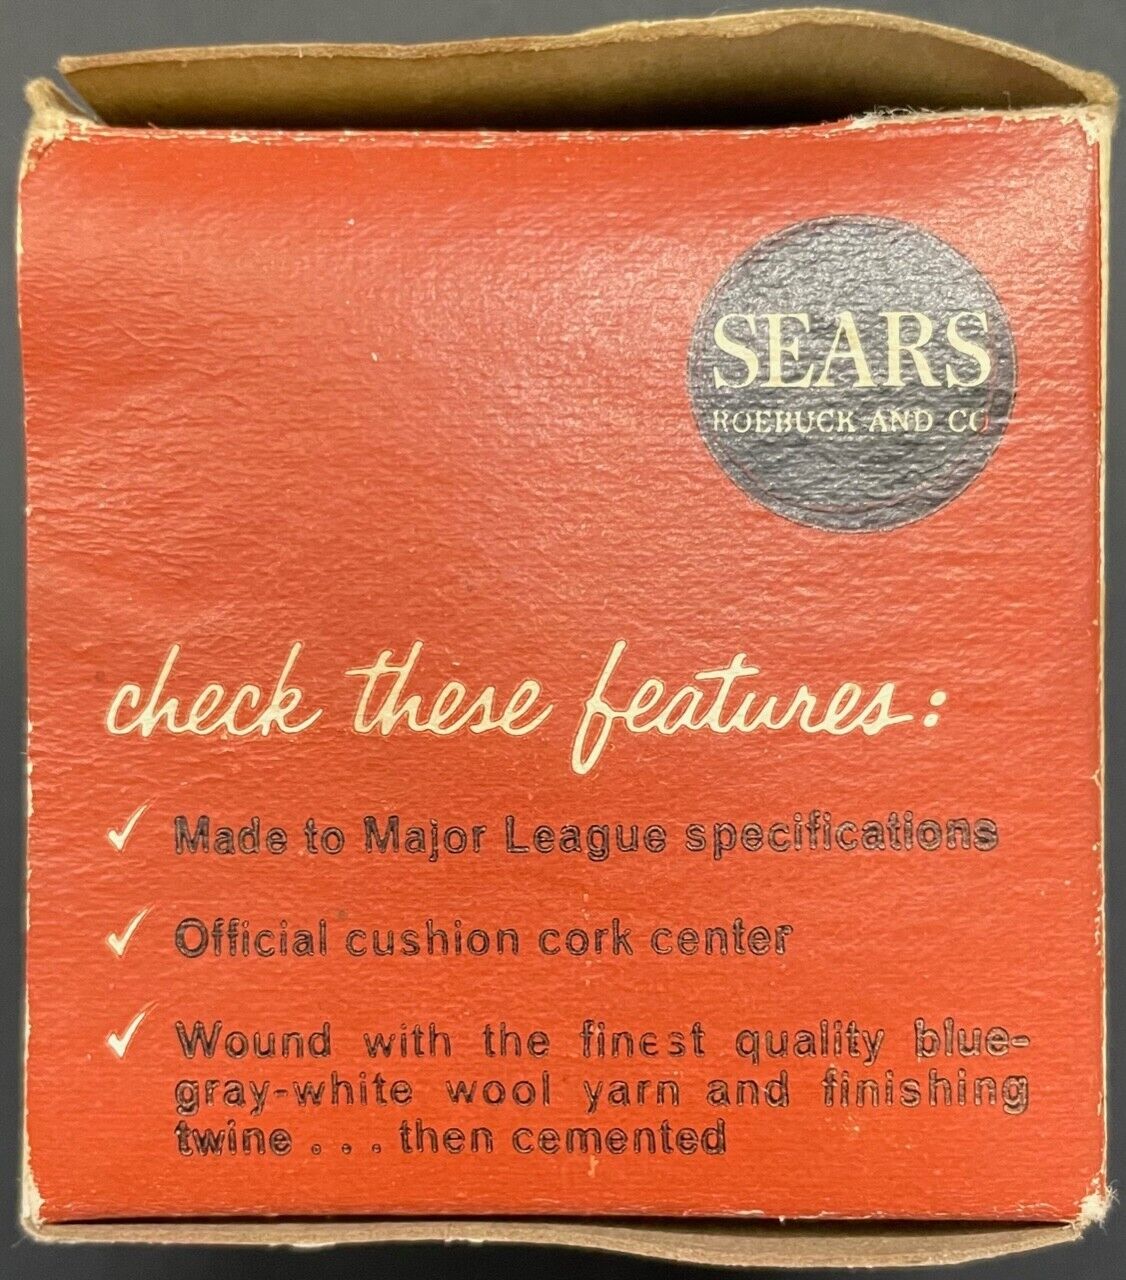 SEARS
ROEBUCK AND CO
check these features:
✓ Made to Major League specifications
✓ Official cushion cork center
✓ Wound with the finest quality blue-
gray-white wool yarn and finishing
twine . . . then cemented